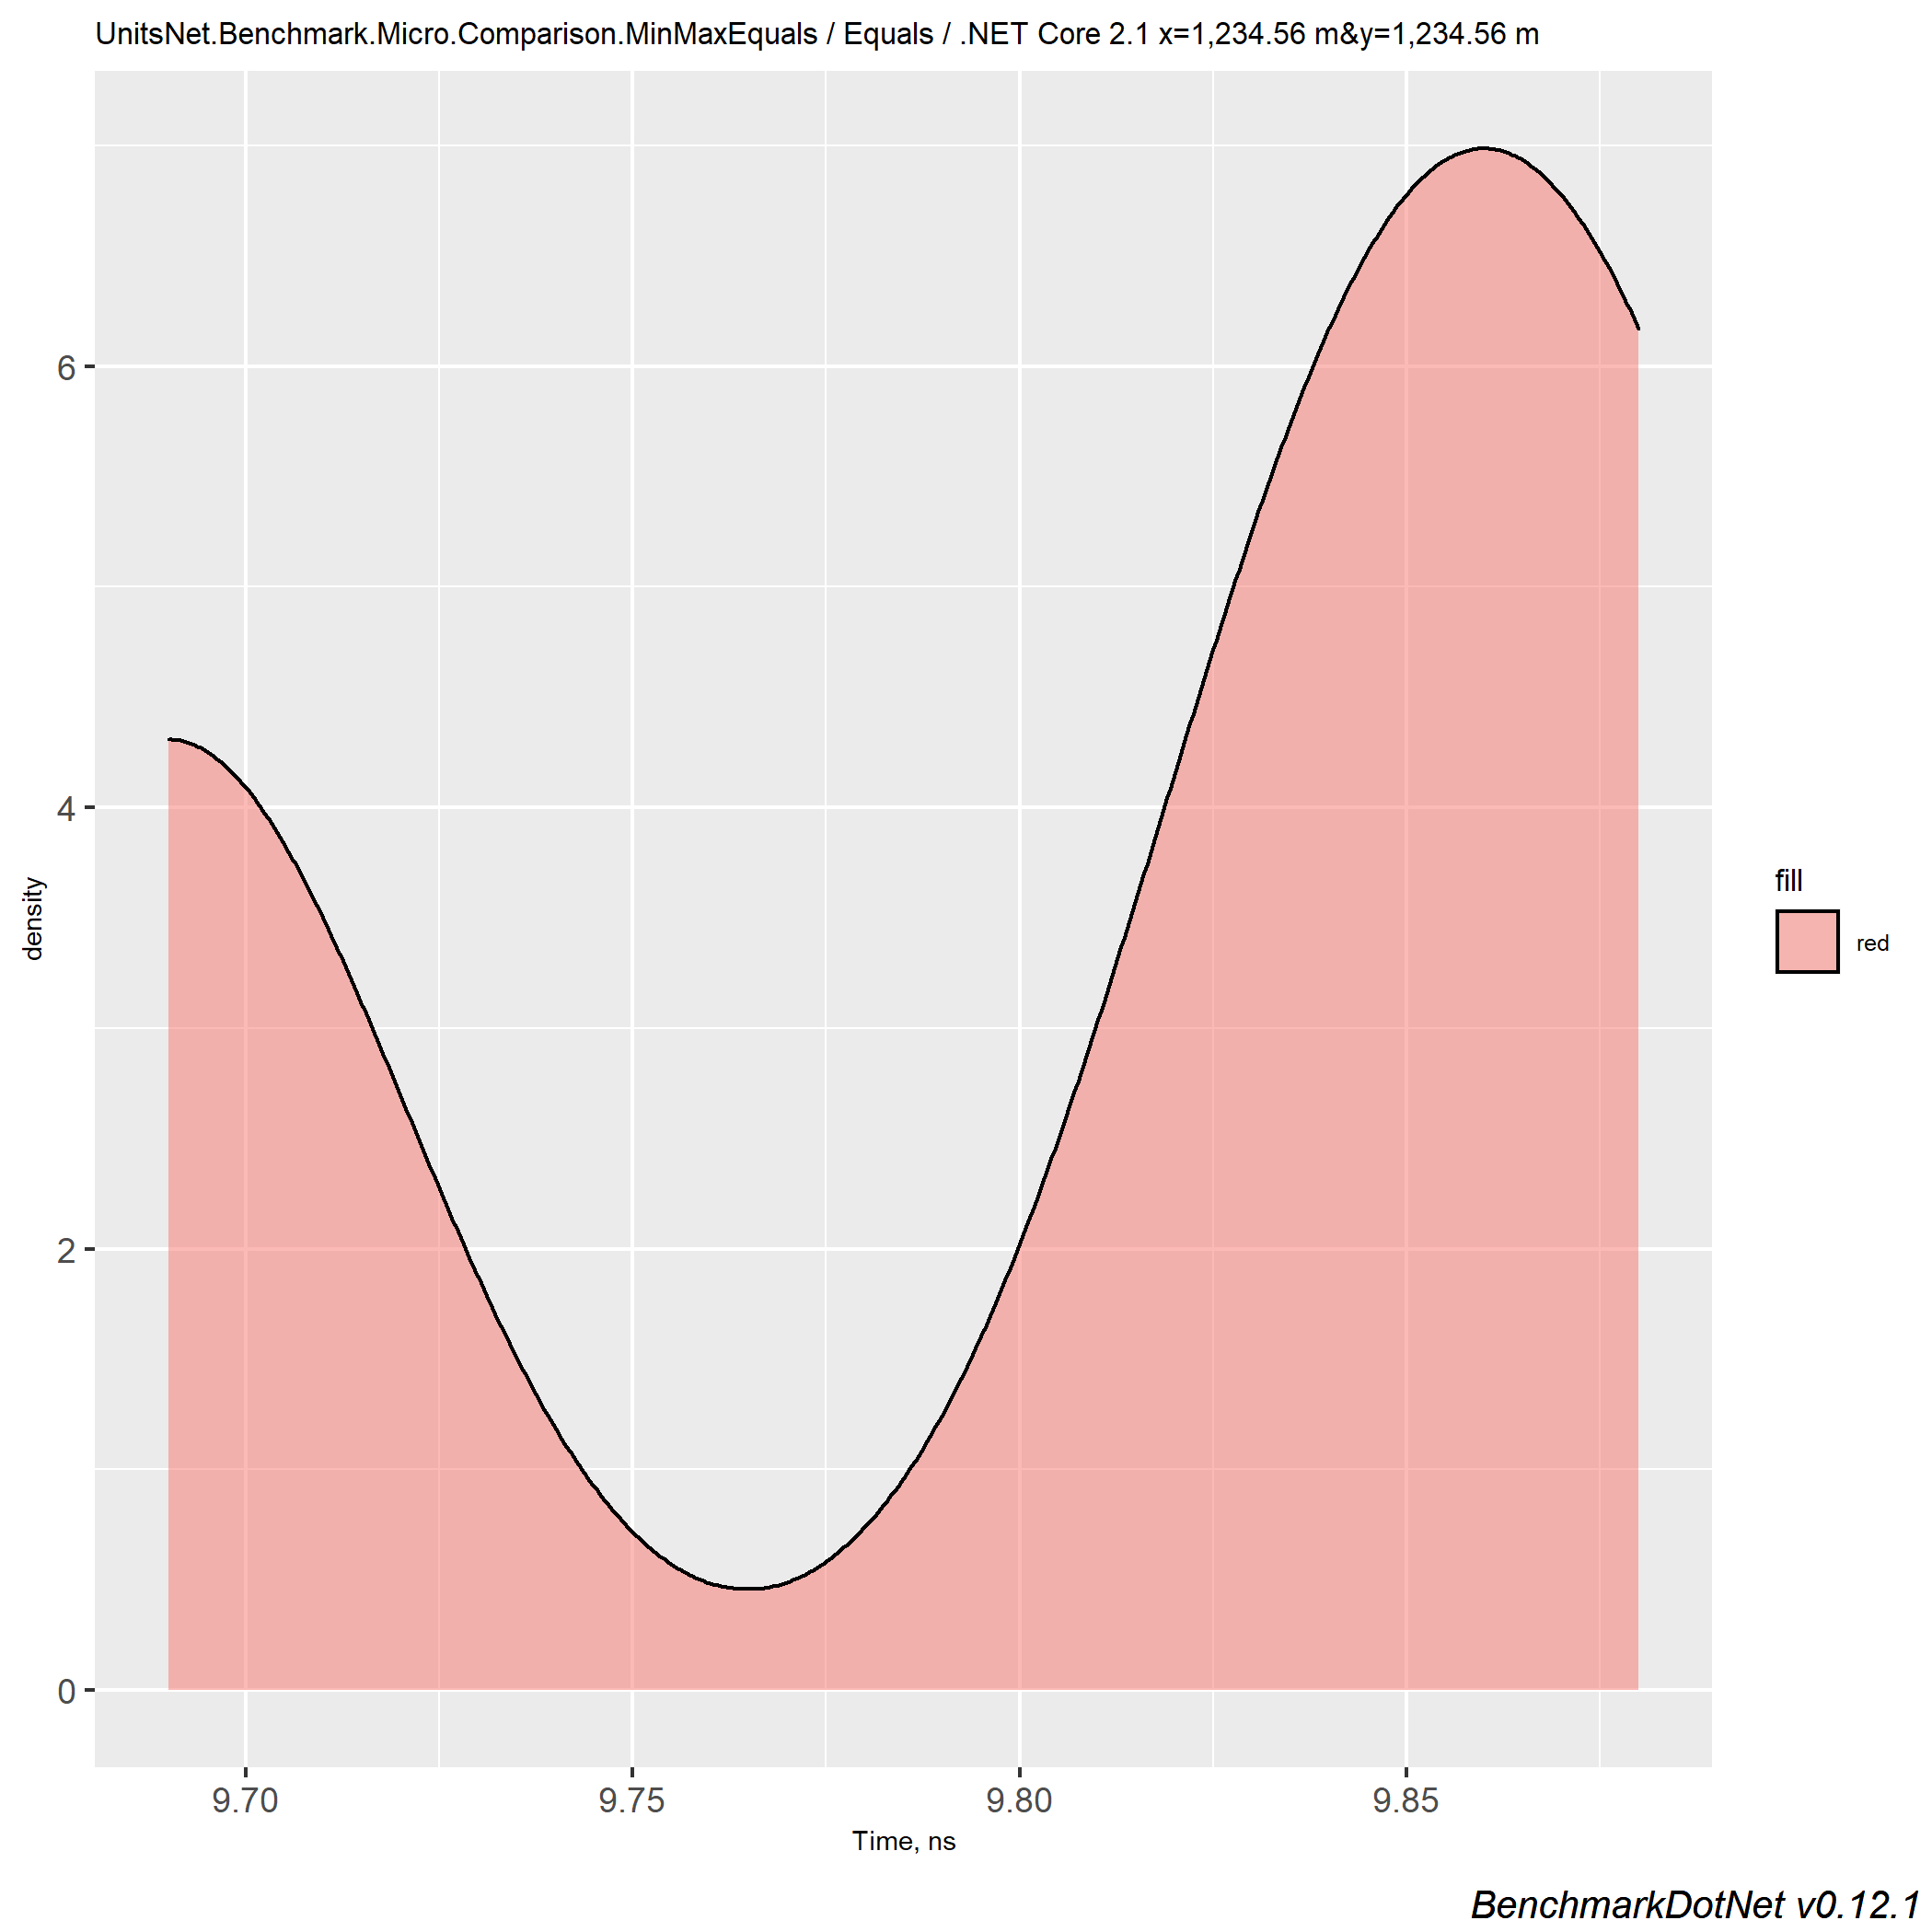 UnitsNet.Benchmark.Micro.Comparison.MinMaxEquals / Equals / .NET Core 2.1 x=1,234.56 m&y=1,234.56 m
6
4
2
0
density
9.70 9.75 9.80 9.85
Time, ns
fill
red
BenchmarkDotNet v0.12.1